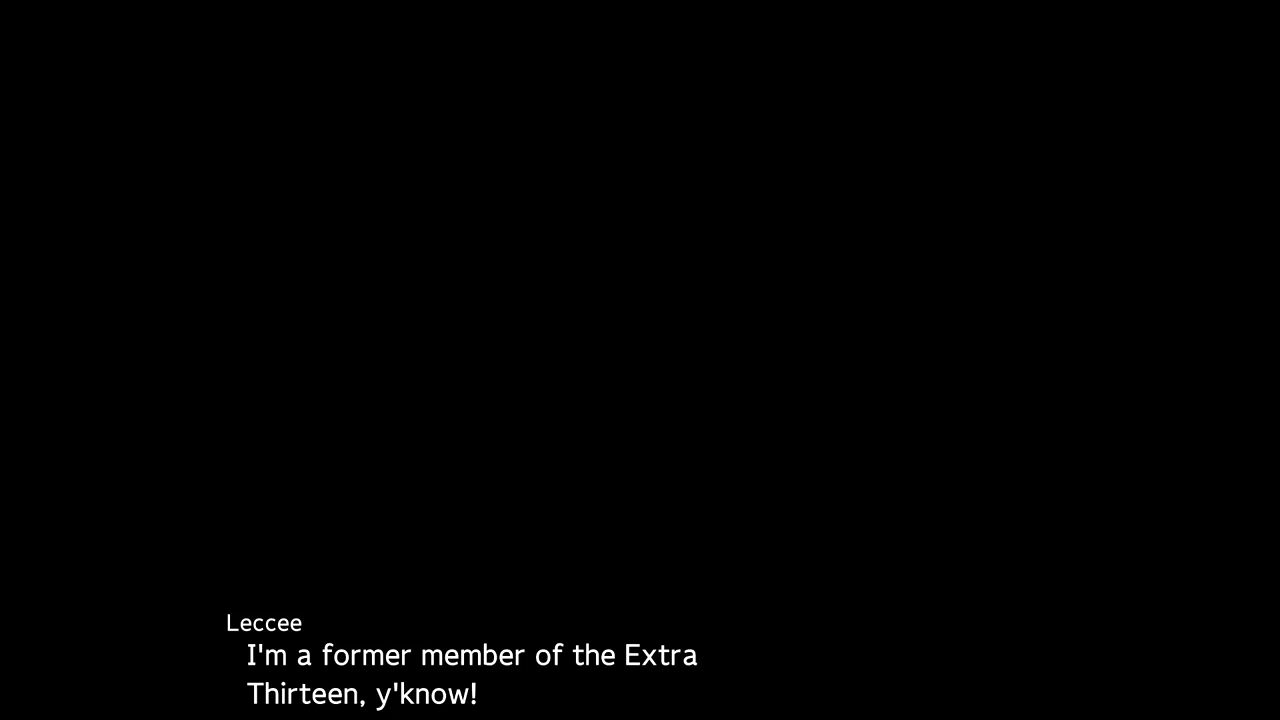 Leccee
I'm a former member of the Extra
Thirteen, y'know!